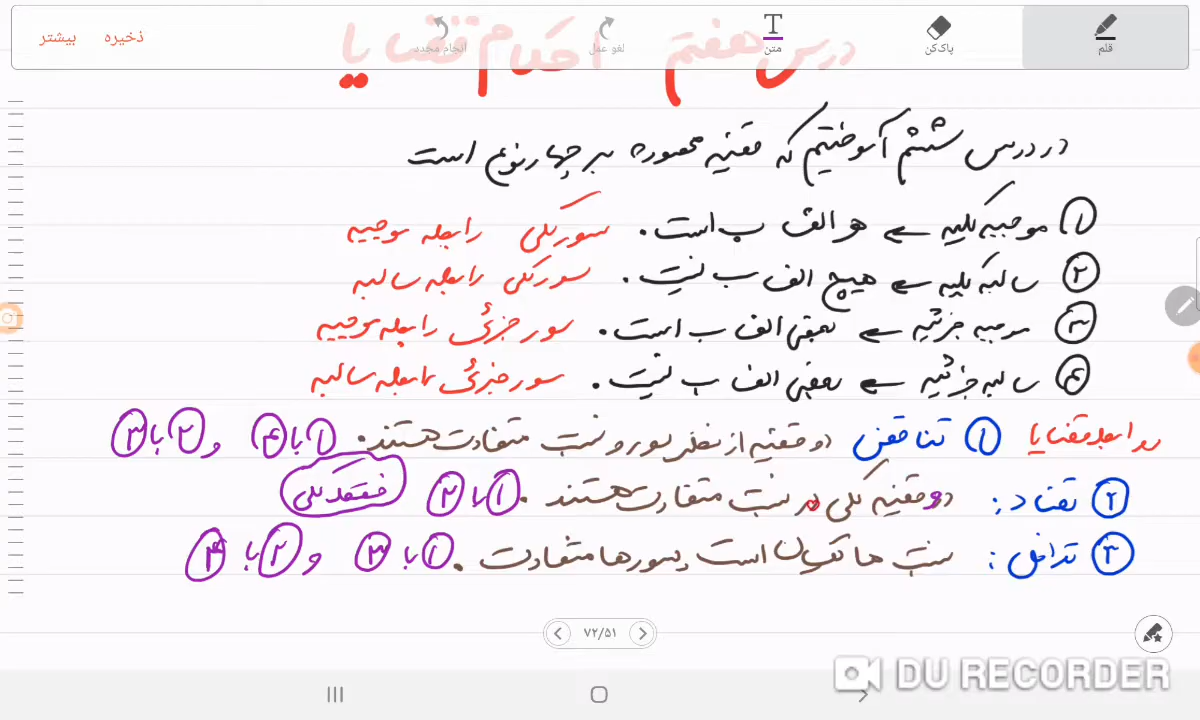 قلم پاک‌کن متن لغو عمل انجام مجدد ذخیره بیشتر
درس هفتم احکام قضایا
در درس ششم آموختیم که قضیه محصوره بر چهار نوع است
۱ موجبه کلیه ← هر الف ب است. سور کلی رابطه موجبه
۲ سالبه کلیه ← هیچ الف ب نیست. سور کلی رابطه سالبه
۳ موجبه جزئیه ← بعضی الف ب است. سور جزئی رابطه موجبه
۴ سالبه جزئیه ← بعضی الف ب نیست. سور جزئی رابطه سالبه
روابط قضایا ۱ تناقض دو قضیه از نظر سور و نسبت متفاوت هستند. ۱ با ۴ و ۲ با ۳
۲ تضاد: دو قضیه کلی در نسبت متفاوت هستند. ۱ با ۲ فقط کلی
۳ تداخل: نسبت ها یکسان است و سورها متفاوت. ۱ با ۳ و ۲ با ۴
۷۲/۵۱
DU RECORDER